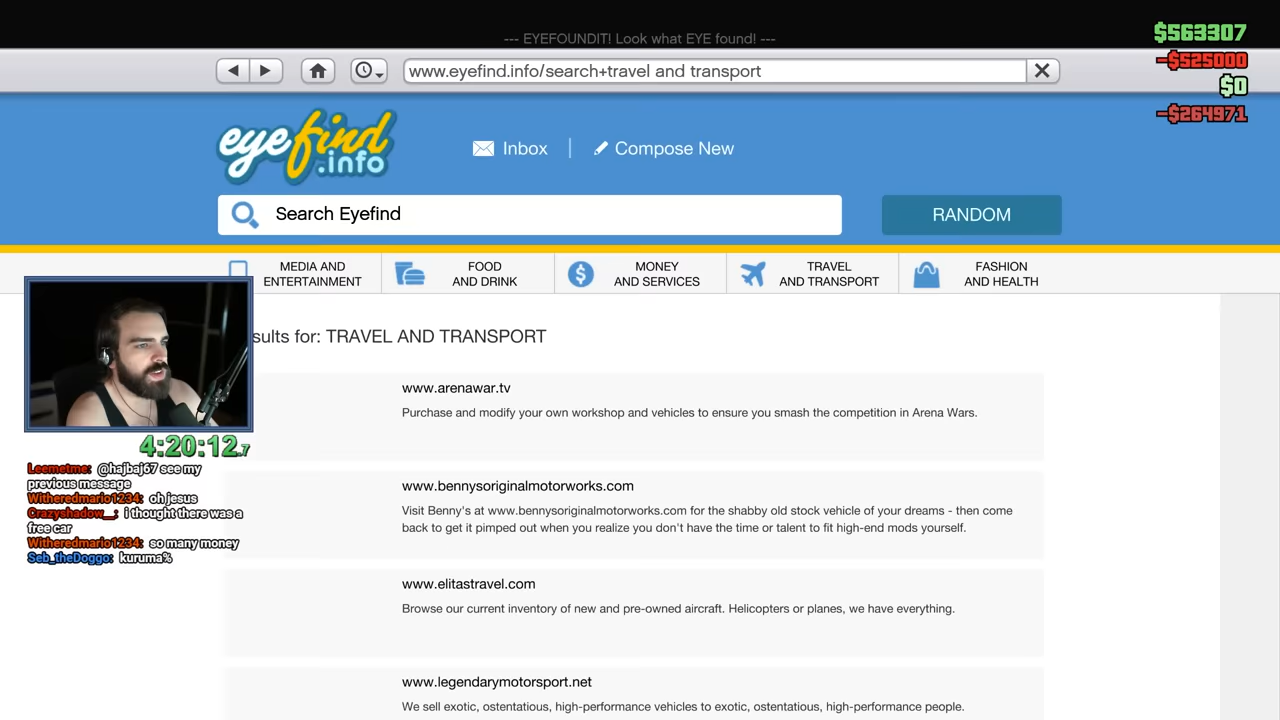 --- EYEFOUNDIT! Look what EYE found! ---
$563307
-$525000
$0
-$264971
www.eyefind.info/search+travel and transport
eyefind.info
Inbox
Compose New
Search Eyefind
RANDOM
MEDIA AND
ENTERTAINMENT
FOOD
AND DRINK
MONEY
AND SERVICES
TRAVEL
AND TRANSPORT
FASHION
AND HEALTH
sults for: TRAVEL AND TRANSPORT
www.arenawar.tv
Purchase and modify your own workshop and vehicles to ensure you smash the competition in Arena Wars.
www.bennysoriginalmotorworks.com
Visit Benny's at www.bennysoriginalmotorworks.com for the shabby old stock vehicle of your dreams - then come
back to get it pimped out when you realize you don't have the time or talent to fit high-end mods yourself.
www.elitastravel.com
Browse our current inventory of new and pre-owned aircraft. Helicopters or planes, we have everything.
www.legendarymotorsport.net
We sell exotic, ostentatious, high-performance vehicles to exotic, ostentatious, high-performance people.
4:20:12.7
Leemetme: @hajbaj67 see my
previous message
Witheredmario1234: oh jesus
Crazyshadow__: i thought there was a
free car
Witheredmario1234: so many money
Seb_theDoggo: kuruma%